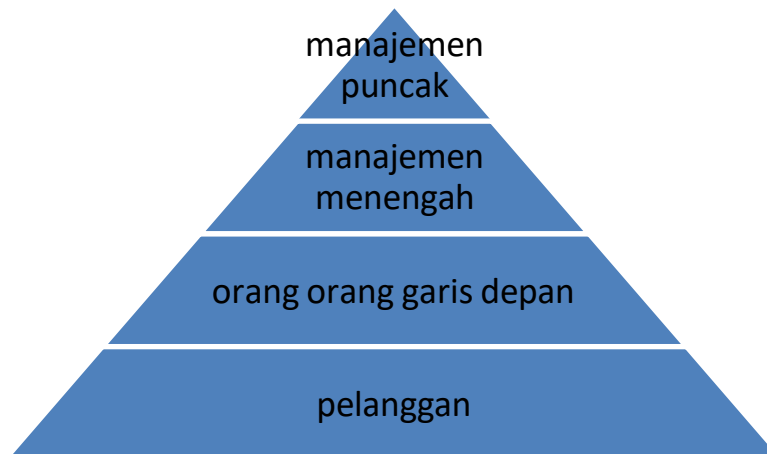 manajemen
puncak
manajemen
menengah
orang orang garis depan
pelanggan